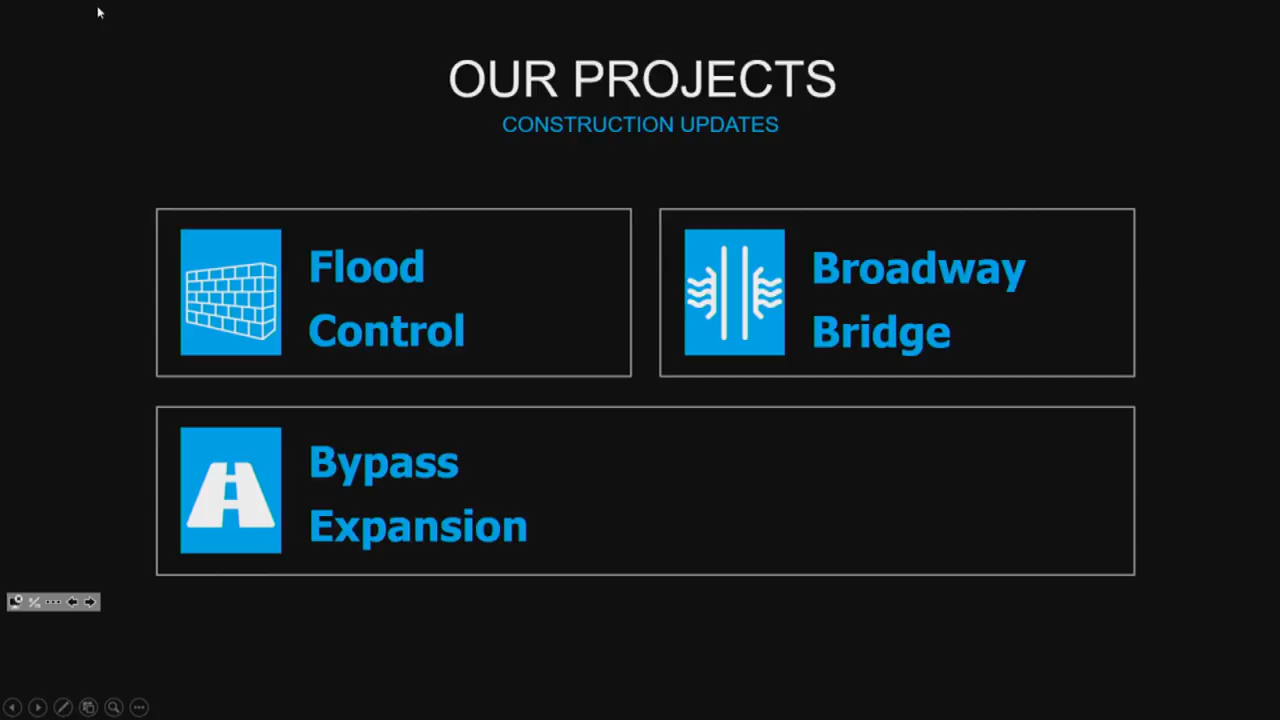 OUR PROJECTS
CONSTRUCTION UPDATES
Flood
Control
Broadway
Bridge
Bypass
Expansion